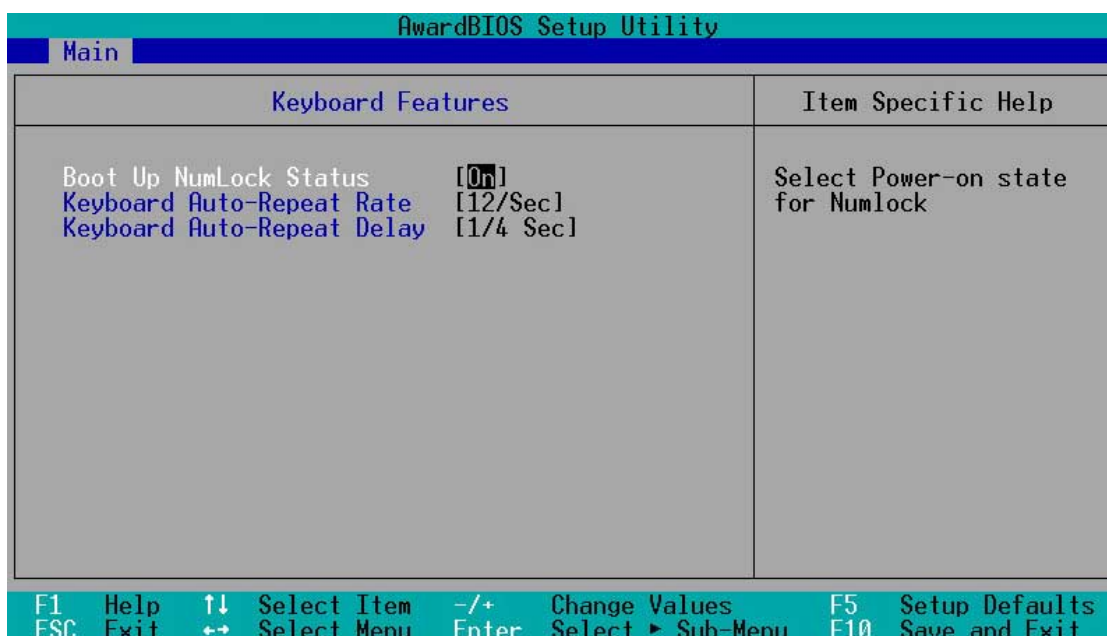 AwardBIOS Setup Utility
Main
Keyboard Features
Item Specific Help
Boot Up NumLock Status [On]
Keyboard Auto-Repeat Rate [12/Sec]
Keyboard Auto-Repeat Delay [1/4 Sec]
Select Power-on state
for Numlock
F1 Help ↑↓ Select Item -/+ Change Values F5 Setup Defaults
ESC Exit ←→ Select Menu Enter Select ► Sub-Menu F10 Save and Exit